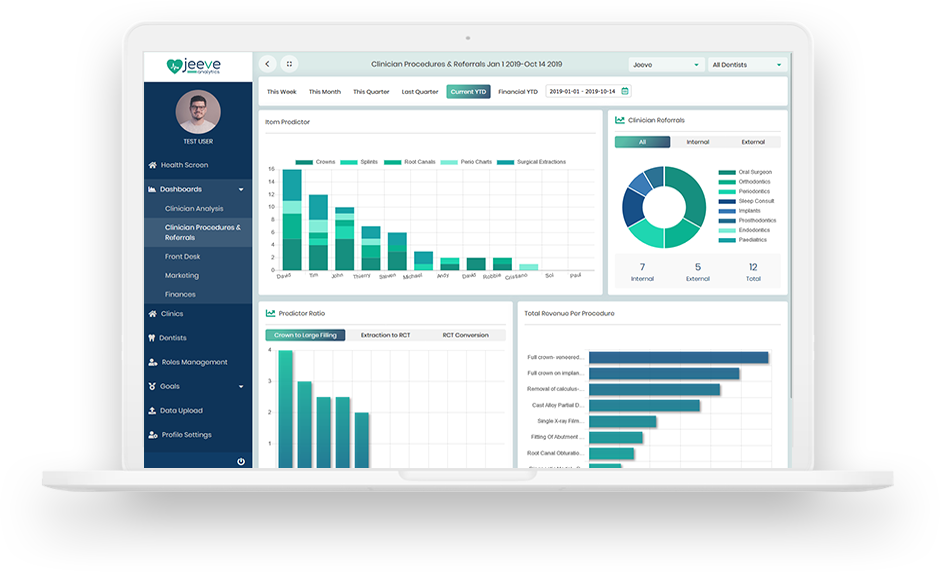 jeeve
analytics
TEST USER
Health Screen
Dashboards
Clinician Analysis
Clinician Procedures &
Referrals
Front Desk
Marketing
Finances
Clinics
Dentists
Roles Management
Goals
Data Upload
Profile Settings
Clinician Procedures & Referrals Jan 1 2019-Oct 14 2019
Jeeve
All Dentists
This Week
This Month
This Quarter
Last Quarter
Current YTD
Financial YTD
2019-01-01 - 2019-10-14
Item Predictor
Crowns
Splints
Root Canals
Perio Charts
Surgical Extractions
16
14
12
10
8
6
4
2
0
David
Tim
John
Thierry
Steven
Michael
Andy
David
Robbie
Cristiano
Sol
Paul
Clinician Referrals
All
Internal
External
Oral Surgeon
Orthodontics
Periodontics
Sleep Consult
Implants
Prosthodontics
Endodontics
Paediatrics
7
Internal
5
External
12
Total
Predictor Ratio
Crown to Large Filling
Extraction to RCT
RCT Conversion
4
3
2
1
Total Revenue Per Procedure
Full crown- veneered...
Full crown on implan...
Removal of calculus-...
Cast Alloy Partial D...
Single X-ray Film...
Fitting Of Abutment ...
Root Canal Obturatio...